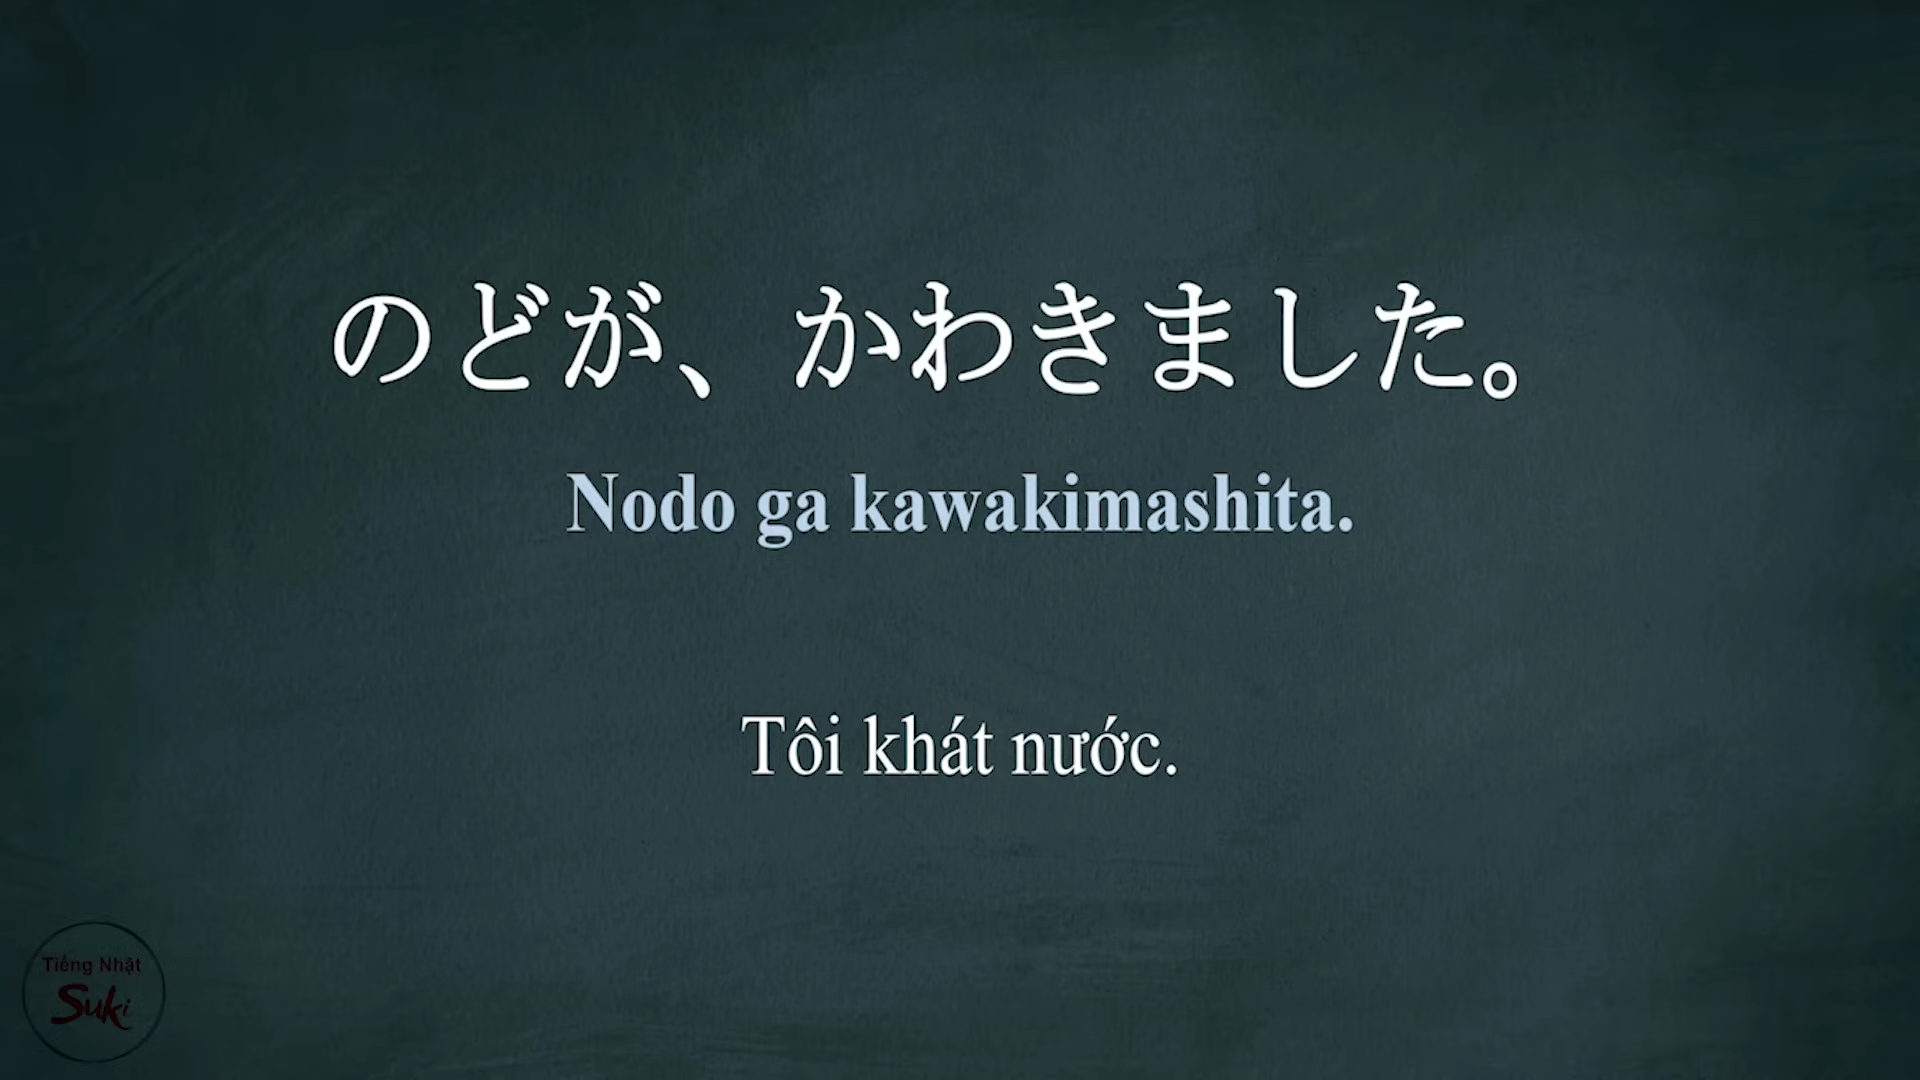 のどが、かわきました。
Nodo ga kawakimashita.
Tôi khát nước.
Tiếng Nhật
Suki